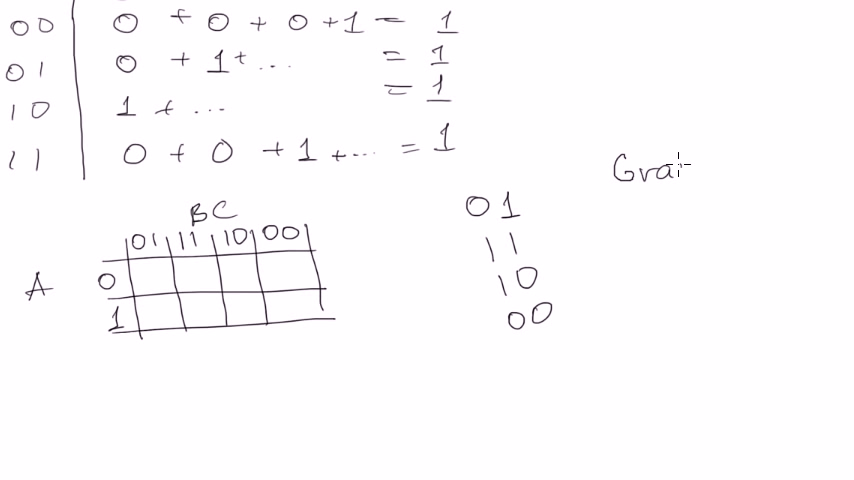 00 0 + 0 + 0 + 1 = 1
01 0 + 1 + ... = 1
10 1 + ... = 1
11 0 + 0 + 1 + ... = 1
Gra
BC
01 11 10 00
A
0
1
01
11
10
00